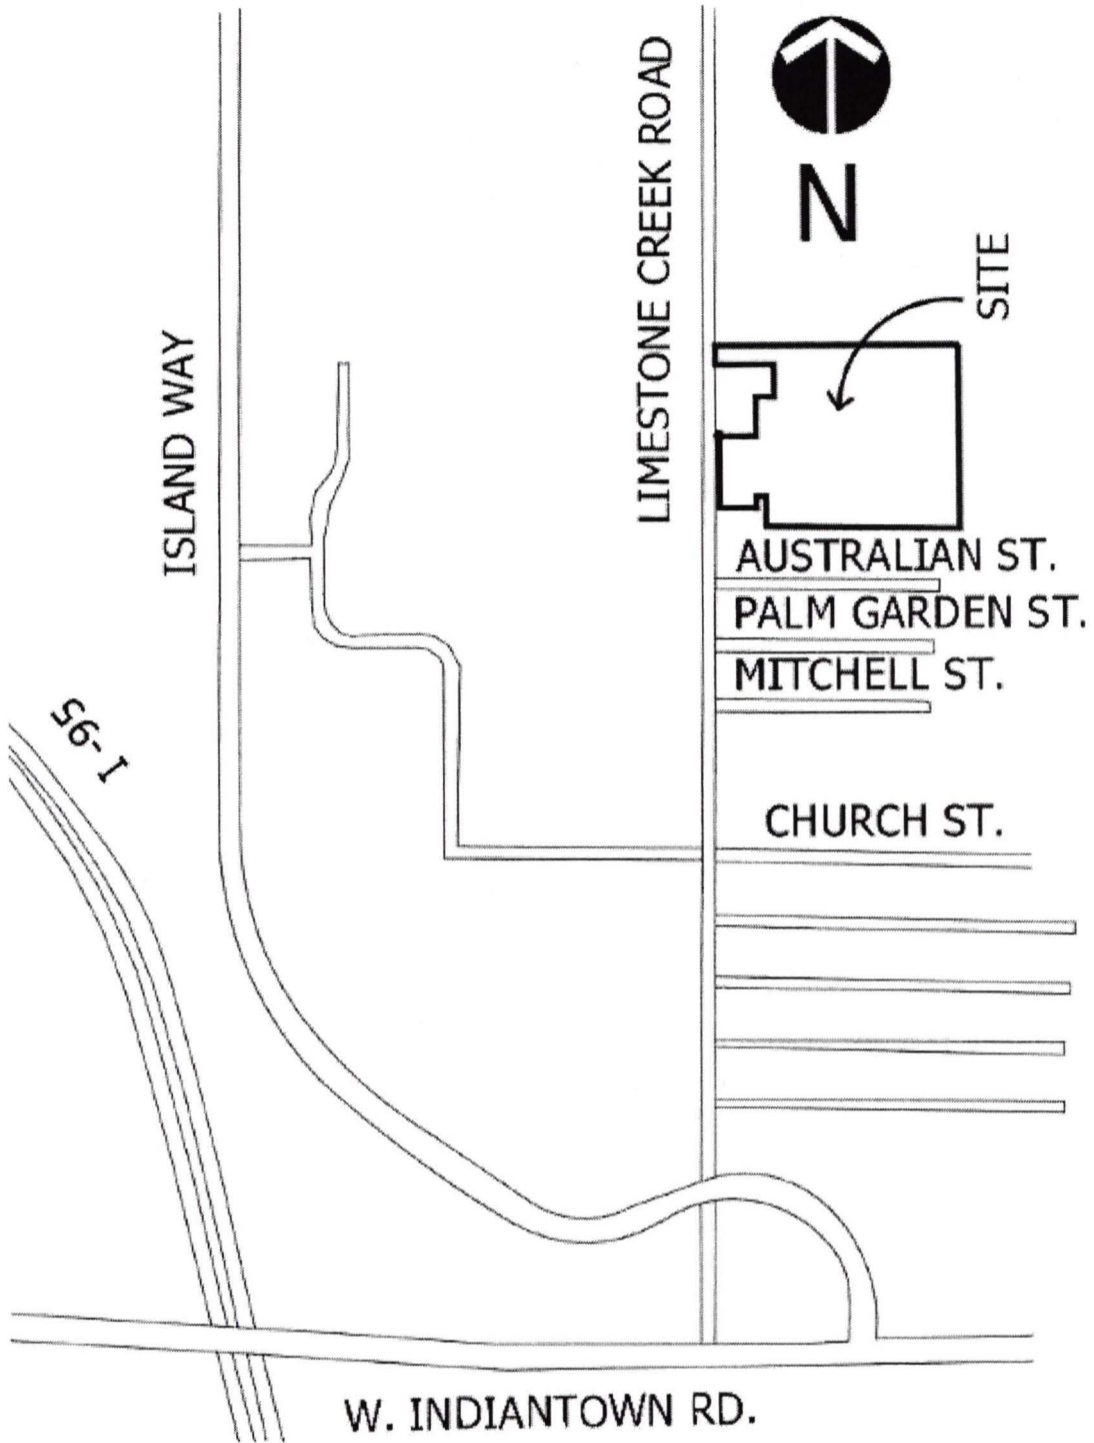 LIMESTONE CREEK ROAD
N
SITE
ISLAND WAY
AUSTRALIAN ST.
PALM GARDEN ST.
MITCHELL ST.
I-95
CHURCH ST.
W. INDIANTOWN RD.